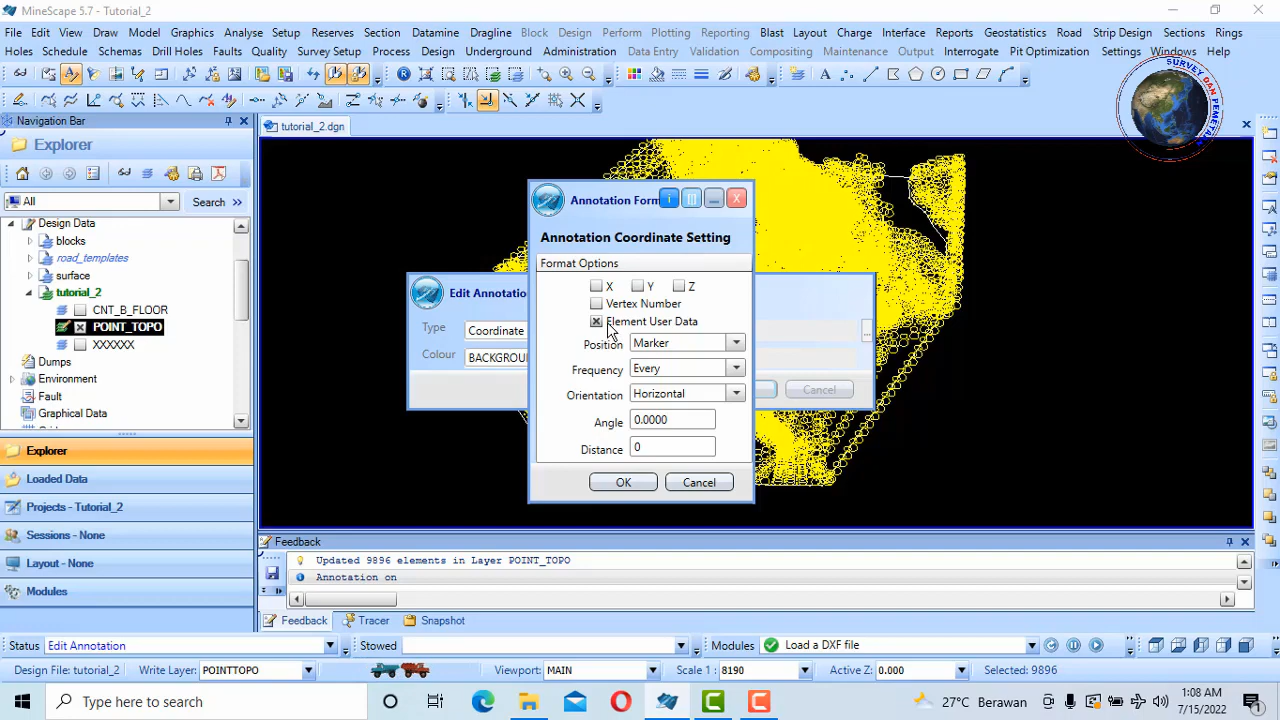 MineScape 5.7 - Tutorial_2
File Edit View Draw Model Graphics Analyse Setup Reserves Section Datamine Dragline Block Design Perform Plotting Reporting Blast Layout Charge Interface Reports Geostatistics Road Strip Design Sections Rings
Holes Schedule Schemas Drill Holes Faults Quality Survey Setup Process Design Underground Administration Data Entry Validation Compositing Maintenance Output Interrogate Pit Optimization Settings Windows Help
SURVEY DAN PEMETAAN
Navigation Bar
tutorial_2.dgn
Explorer
All
Search >>
Design Data
blocks
road_templates
surface
tutorial_2
CNT_B_FLOOR
POINT_TOPO
XXXXXX
Dumps
Environment
Fault
Graphical Data
Explorer
Loaded Data
Projects - Tutorial_2
Sessions - None
Layout - None
Modules
Edit Annotation
Type Coordinate
Colour
Cancel
Annotation Form
Annotation Coordinate Setting
Format Options
X Y Z
Vertex Number
Element User Data
Position Marker
Frequency Every
Orientation Horizontal
Angle 0.0000
Distance 0
OK Cancel
Feedback
Updated 9896 elements in Layer POINT_TOPO
Annotation on
Feedback Tracer Snapshot
Status Edit Annotation Stowed Modules Load a DXF file
Design File: tutorial_2 Write Layer: POINTTOPO Viewport: MAIN Scale 1 : 8190 Active Z: 0.000 Selected: 9896
Type here to search
27°C Berawan
1:08 AM
7/15/2022